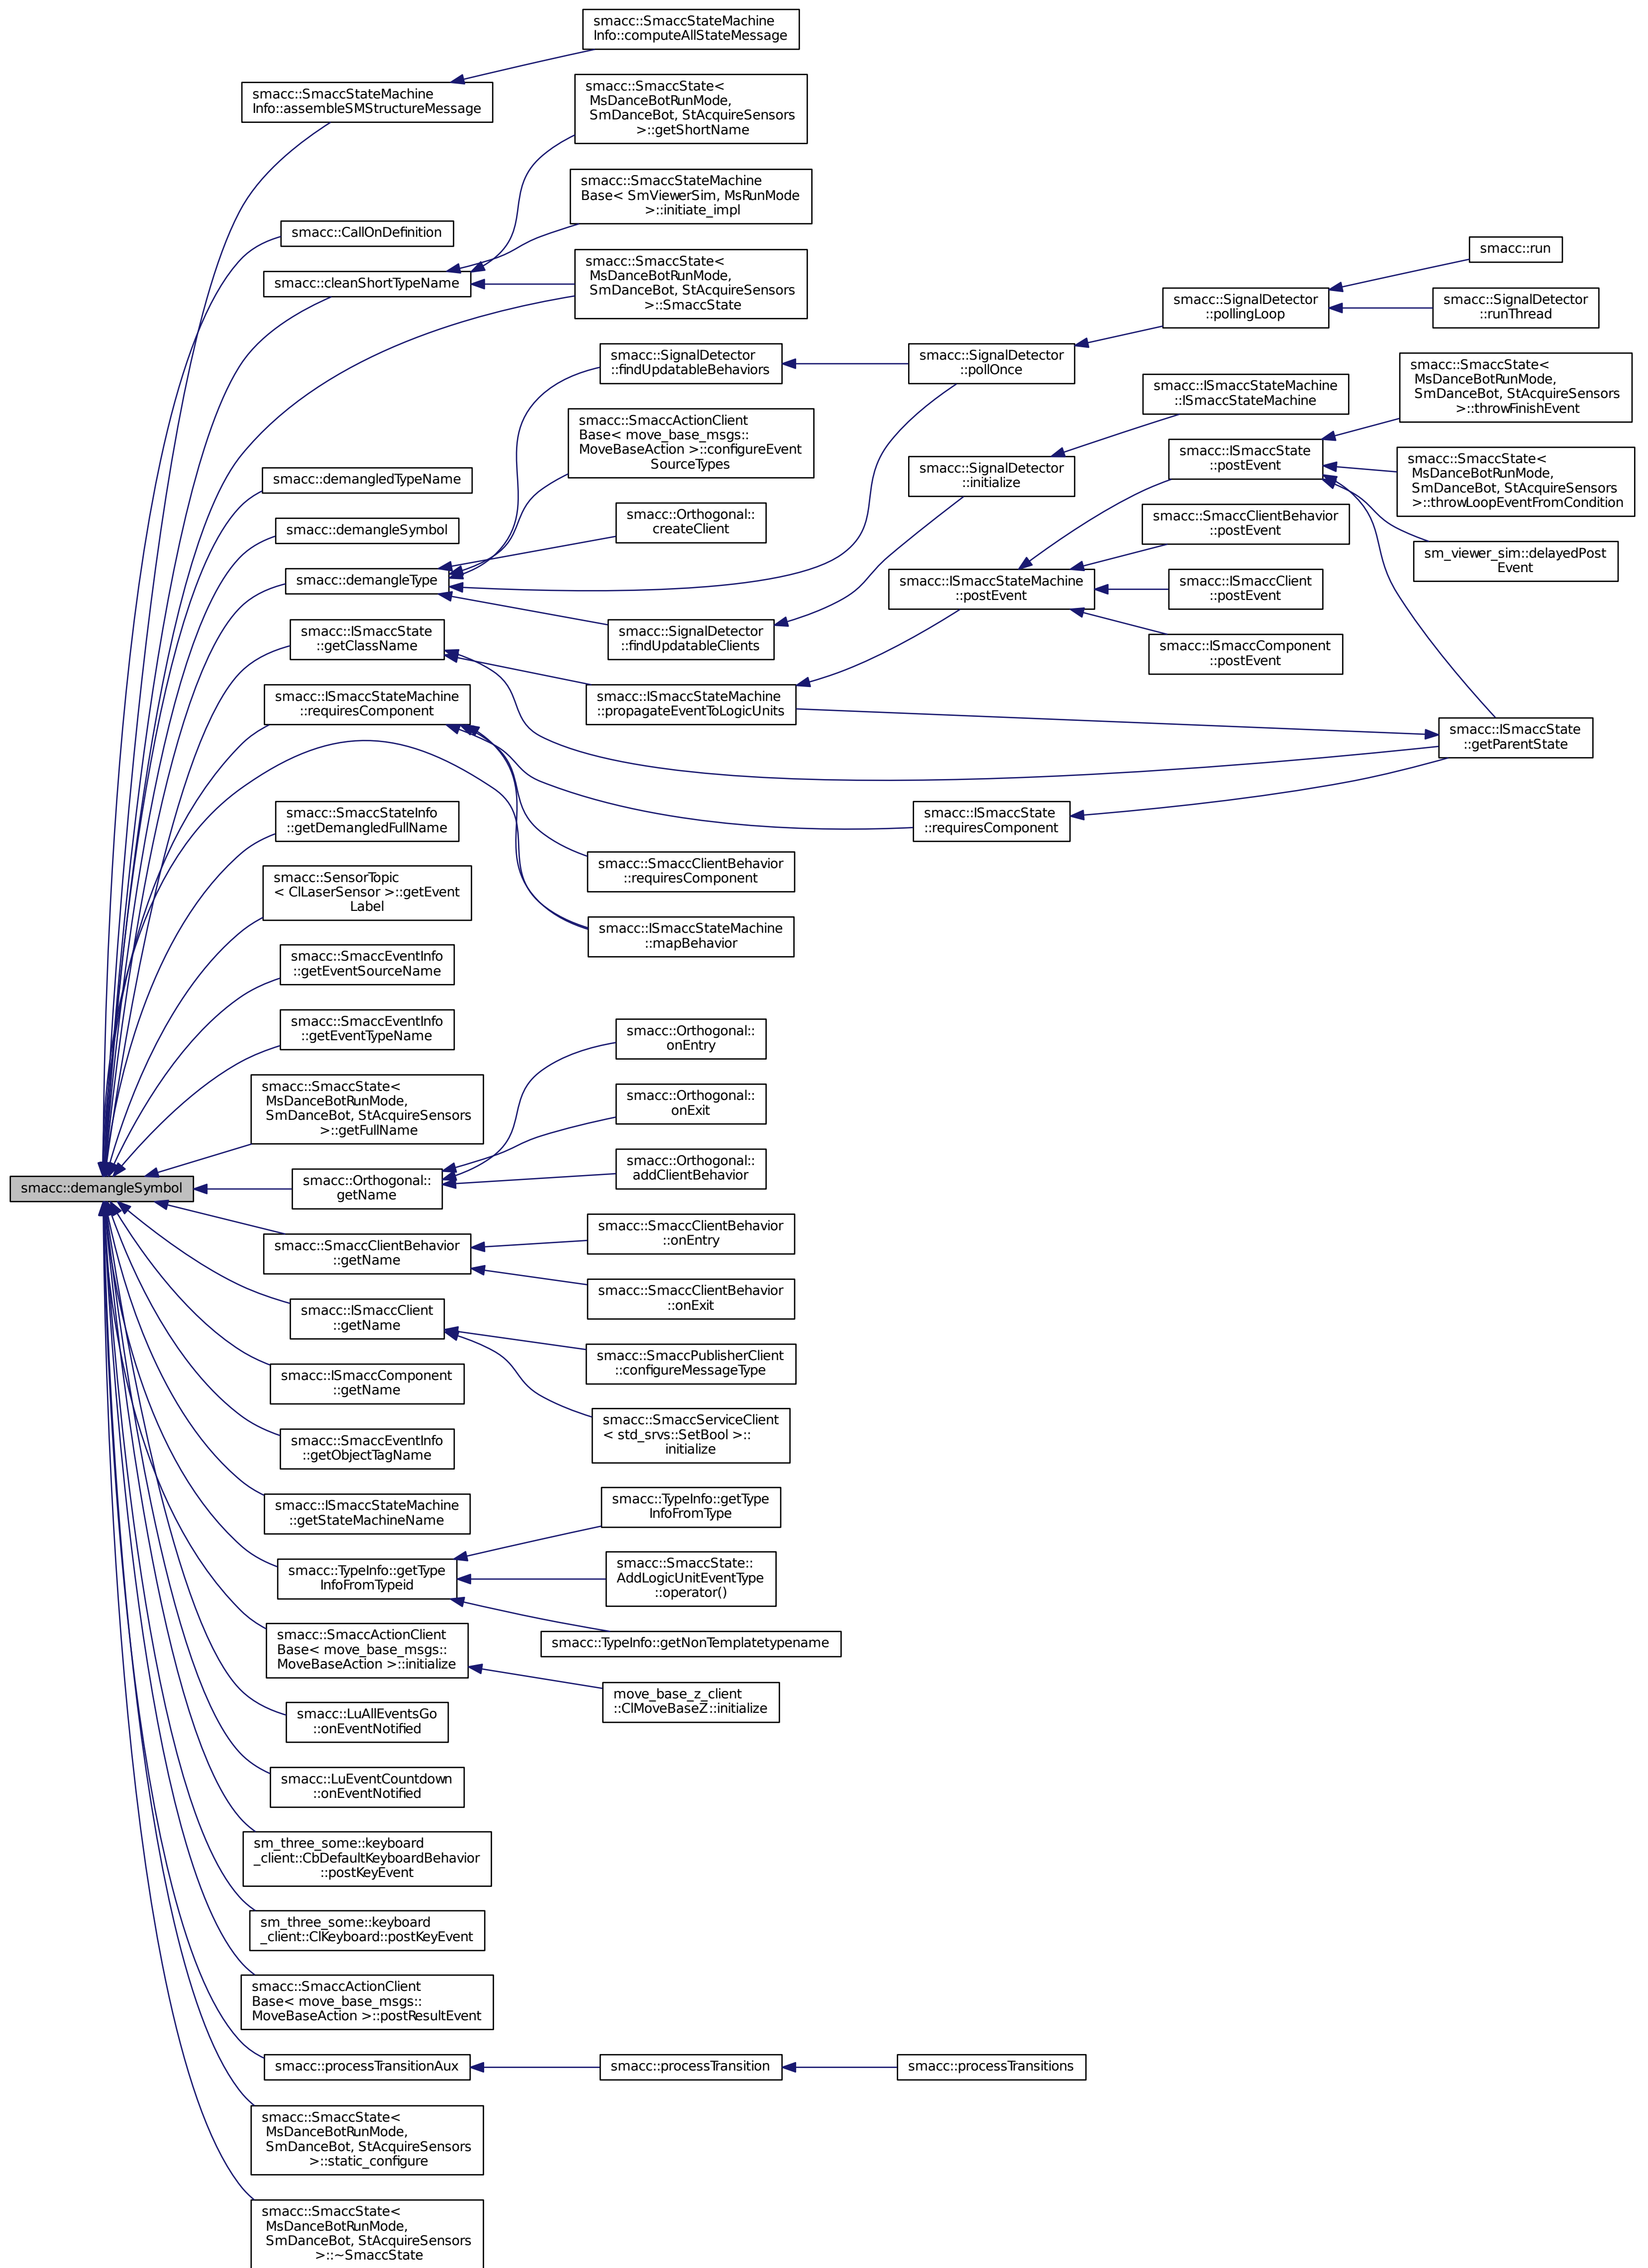 smacc::SmaccStateMachine
Info::computeAllStateMessage
smacc::SmaccStateMachine
Info::assembleSMStructureMessage
smacc::SmaccState<
MsDanceBotRunMode,
SmDanceBot, StAcquireSensors
>::getShortName
smacc::SmaccStateMachine
Base< SmViewerSim, MsRunMode
>::initiate_impl
smacc::CallOnDefinition
smacc::cleanShortTypeName
smacc::SmaccState<
MsDanceBotRunMode,
SmDanceBot, StAcquireSensors
>::SmaccState
smacc::run
smacc::SignalDetector
::pollingLoop
smacc::SignalDetector
::runThread
smacc::SignalDetector
::findUpdatableBehaviors
smacc::SignalDetector
::pollOnce
smacc::SmaccState<
MsDanceBotRunMode,
SmDanceBot, StAcquireSensors
>::throwFinishEvent
smacc::ISmaccStateMachine
::ISmaccStateMachine
smacc::SmaccActionClient
Base< move_base_msgs::
MoveBaseAction >::configureEvent
SourceTypes
smacc::ISmaccState
::postEvent
smacc::SmaccState<
MsDanceBotRunMode,
SmDanceBot, StAcquireSensors
>::throwLoopEventFromCondition
smacc::demangledTypeName
smacc::SignalDetector
::initialize
smacc::demangleSymbol
smacc::Orthogonal::
createClient
smacc::SmaccClientBehavior
::postEvent
sm_viewer_sim::delayedPost
Event
smacc::demangleType
smacc::ISmaccStateMachine
::postEvent
smacc::ISmaccClient
::postEvent
smacc::ISmaccState
::getClassName
smacc::SignalDetector
::findUpdatableClients
smacc::ISmaccComponent
::postEvent
smacc::ISmaccStateMachine
::requiresComponent
smacc::ISmaccStateMachine
::propagateEventToLogicUnits
smacc::ISmaccState
::getParentState
smacc::SmaccStateInfo
::getDemangledFullName
smacc::ISmaccState
::requiresComponent
smacc::SensorTopic
< ClLaserSensor >::getEvent
Label
smacc::SmaccClientBehavior
::requiresComponent
smacc::ISmaccStateMachine
::mapBehavior
smacc::SmaccEventInfo
::getEventSourceName
smacc::SmaccEventInfo
::getEventTypeName
smacc::Orthogonal::
onEntry
smacc::SmaccState<
MsDanceBotRunMode,
SmDanceBot, StAcquireSensors
>::getFullName
smacc::Orthogonal::
onExit
smacc::demangleSymbol
smacc::Orthogonal::
getName
smacc::Orthogonal::
addClientBehavior
smacc::SmaccClientBehavior
::getName
smacc::SmaccClientBehavior
::onEntry
smacc::SmaccClientBehavior
::onExit
smacc::ISmaccClient
::getName
smacc::SmaccPublisherClient
::configureMessageType
smacc::ISmaccComponent
::getName
smacc::SmaccServiceClient
< std_srvs::SetBool >::
initialize
smacc::SmaccEventInfo
::getObjectTagName
smacc::ISmaccStateMachine
::getStateMachineName
smacc::TypeInfo::getType
InfoFromType
smacc::TypeInfo::getType
InfoFromTypeid
smacc::SmaccState::
AddLogicUnitEventType
::operator()
smacc::TypeInfo::getNonTemplatetypename
smacc::SmaccActionClient
Base< move_base_msgs::
MoveBaseAction >::initialize
move_base_z_client
::ClMoveBaseZ::initialize
smacc::LuAllEventsGo
::onEventNotified
smacc::LuEventCountdown
::onEventNotified
sm_three_some::keyboard
_client::CbDefaultKeyboardBehavior
::postKeyEvent
sm_three_some::keyboard
_client::ClKeyboard::postKeyEvent
smacc::SmaccActionClient
Base< move_base_msgs::
MoveBaseAction >::postResultEvent
smacc::processTransitionAux
smacc::processTransition
smacc::processTransitions
smacc::SmaccState<
MsDanceBotRunMode,
SmDanceBot, StAcquireSensors
>::static_configure
smacc::SmaccState<
MsDanceBotRunMode,
SmDanceBot, StAcquireSensors
>::~SmaccState